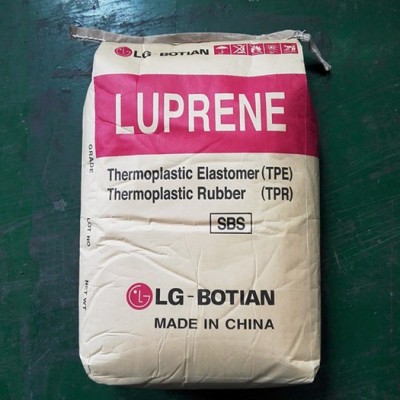 LG-BOTIAN
LUPRENE
Thermoplastic Elastomer (TPE)
Thermoplastic Rubber (TPR)
SBS
LG-BOTIAN
MADE IN CHINA
GRADE
LOT NO
NET WT